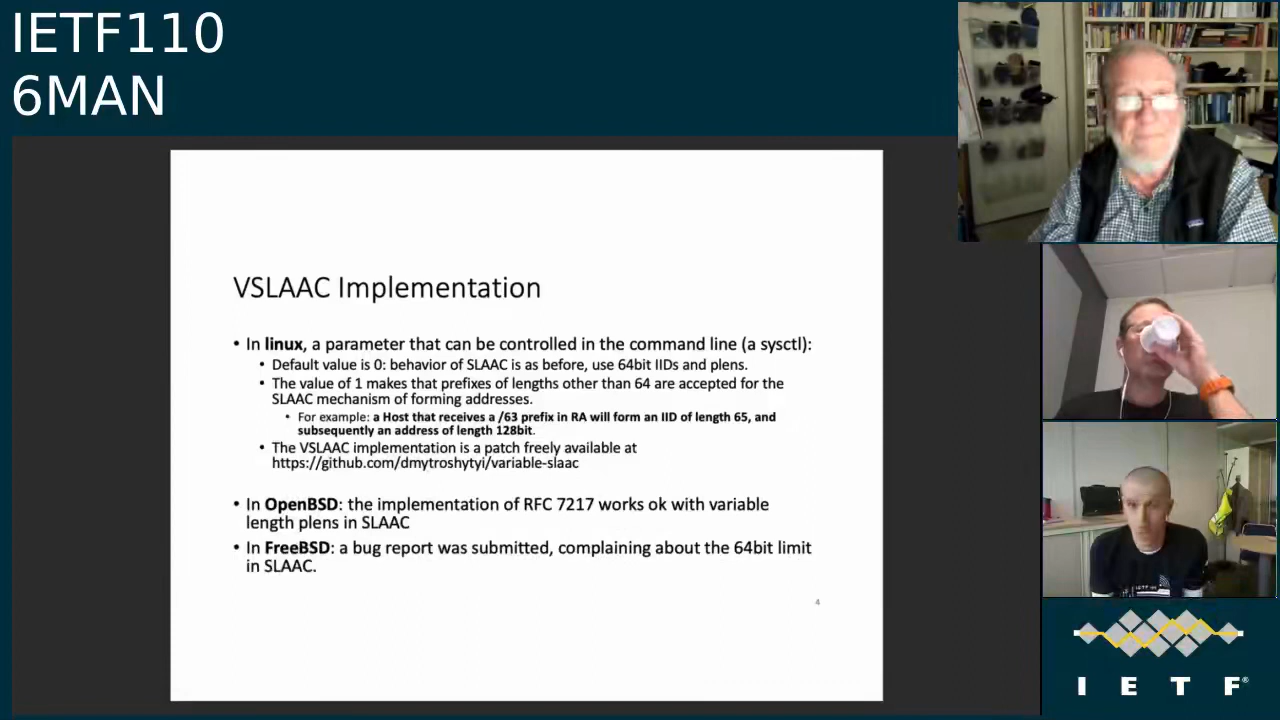 IETF110
6MAN
VSLAAC Implementation
• In linux, a parameter that can be controlled in the command line (a sysctl):
• Default value is 0: behavior of SLAAC is as before, use 64bit IIDs and plens.
• The value of 1 makes that prefixes of lengths other than 64 are accepted for the
SLAAC mechanism of forming addresses.
• For example: a Host that receives a /63 prefix in RA will form an IID of length 65, and
subsequently an address of length 128bit.
• The VSLAAC implementation is a patch freely available at
https://github.com/dmytroshytyi/variable-slaac
• In OpenBSD: the implementation of RFC 7217 works ok with variable
length plens in SLAAC
• In FreeBSD: a bug report was submitted, complaining about the 64bit limit
in SLAAC.
4
I E T F®